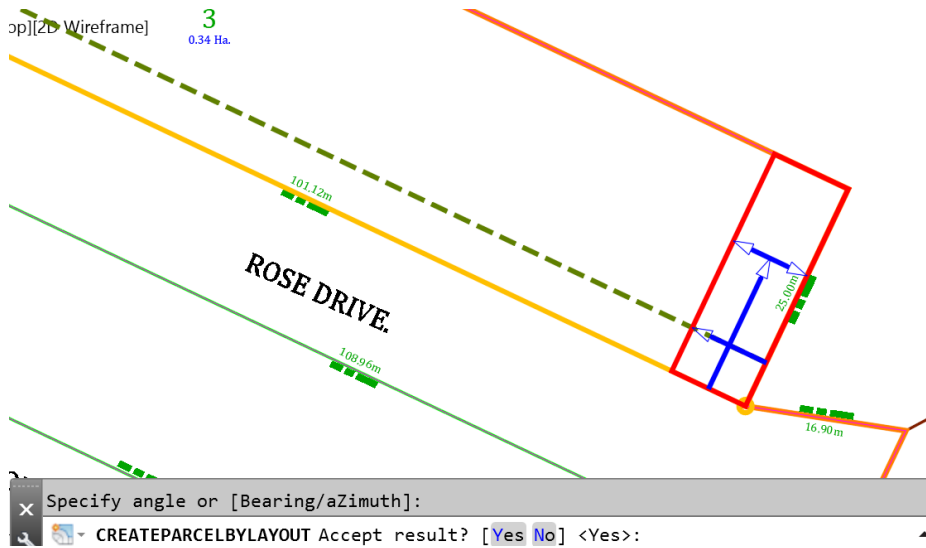 op][2D Wireframe]
3
0.34 Ha.
101.12m
ROSE DRIVE.
25.00m
108.96m
16.90m
Specify angle or [Bearing/aZimuth]:
CREATEPARCELBYLAYOUT Accept result? [Yes No] <Yes>: